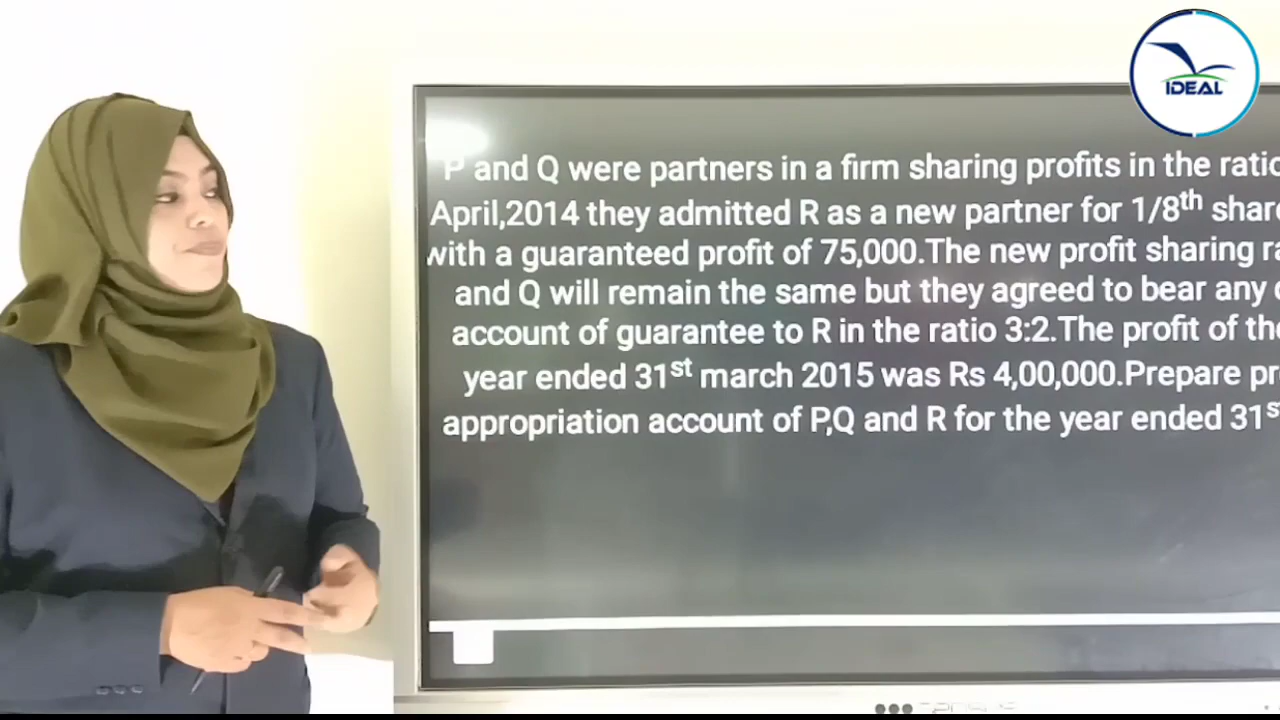 IDEAL
P and Q were partners in a firm sharing profits in the ratio
April,2014 they admitted R as a new partner for 1/8th share
with a guaranteed profit of 75,000.The new profit sharing
and Q will remain the same but they agreed to bear any
account of guarantee to R in the ratio 3:2.The profit of the
year ended 31st march 2015 was Rs 4,00,000.Prepare
appropriation account of P,Q and R for the year ended 31